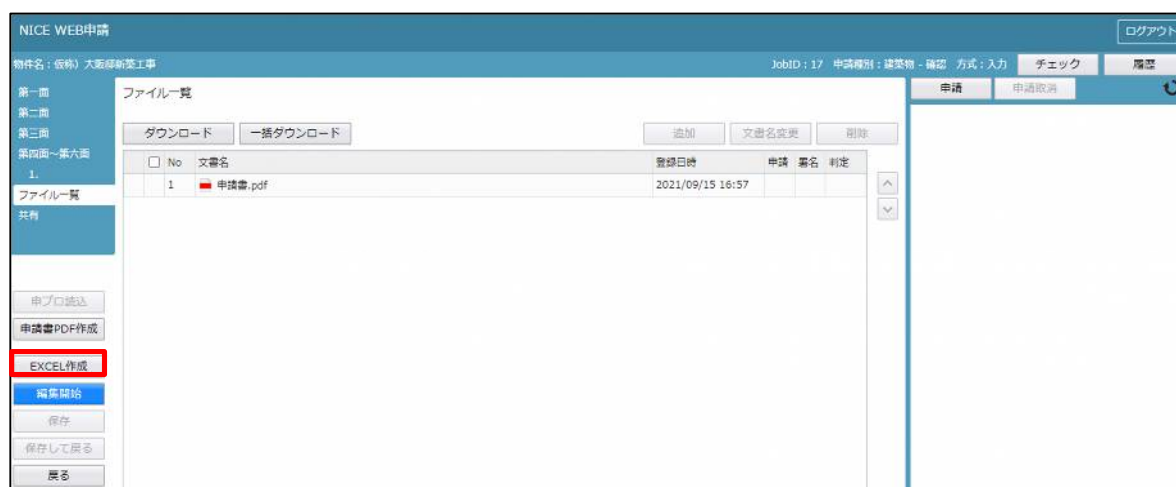 NICE WEB申請
ログアウト
物件名:仮称)大阪邸新築工事
JobID:17 申請種別:建築物 - 確認 方式:入力
チェック
履歴
第一面
第二面
第三面
第四面~第六面
1.
ファイル一覧
共有
ファイル一覧
申請
申請取消
ダウンロード
一括ダウンロード
追加
文書名変更
削除
No 文書名 登録日時 申請 署名 判定
1 申請書.pdf 2021/09/15 16:57
申プロ読込
申請書PDF作成
EXCEL作成
編集開始
保存
保存して戻る
戻る